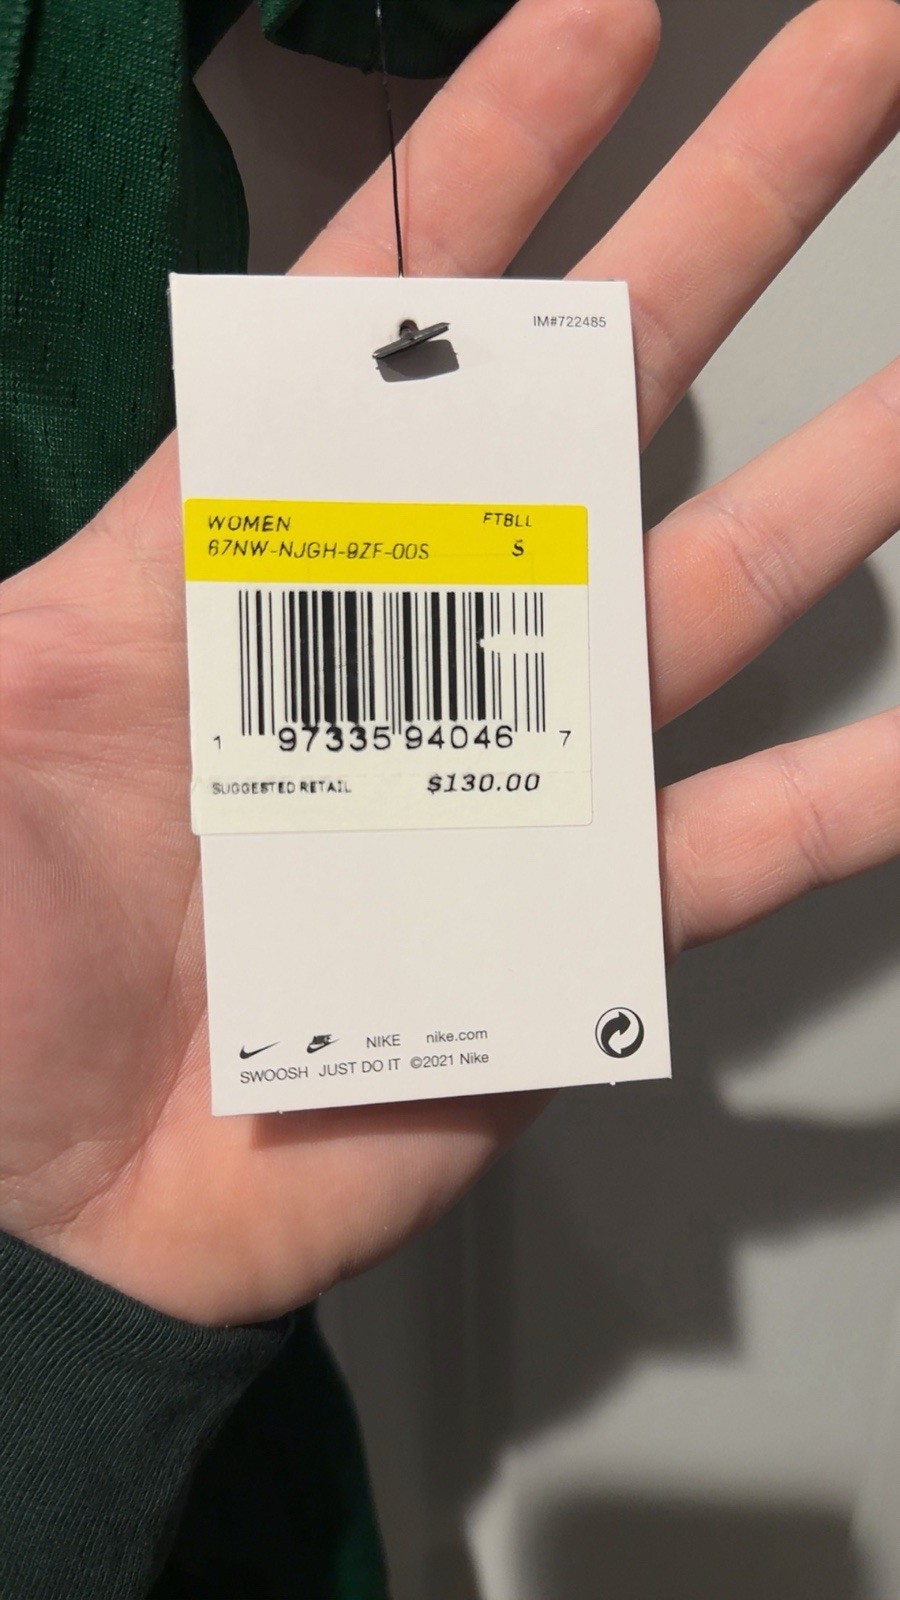 IM#722485
WOMEN FTBLL
67NW-NJGH-9ZF-00S S
1 97335 94046 7
SUGGESTED RETAIL $130.00
NIKE NIKE nike.com
SWOOSH JUST DO IT ©2021 Nike